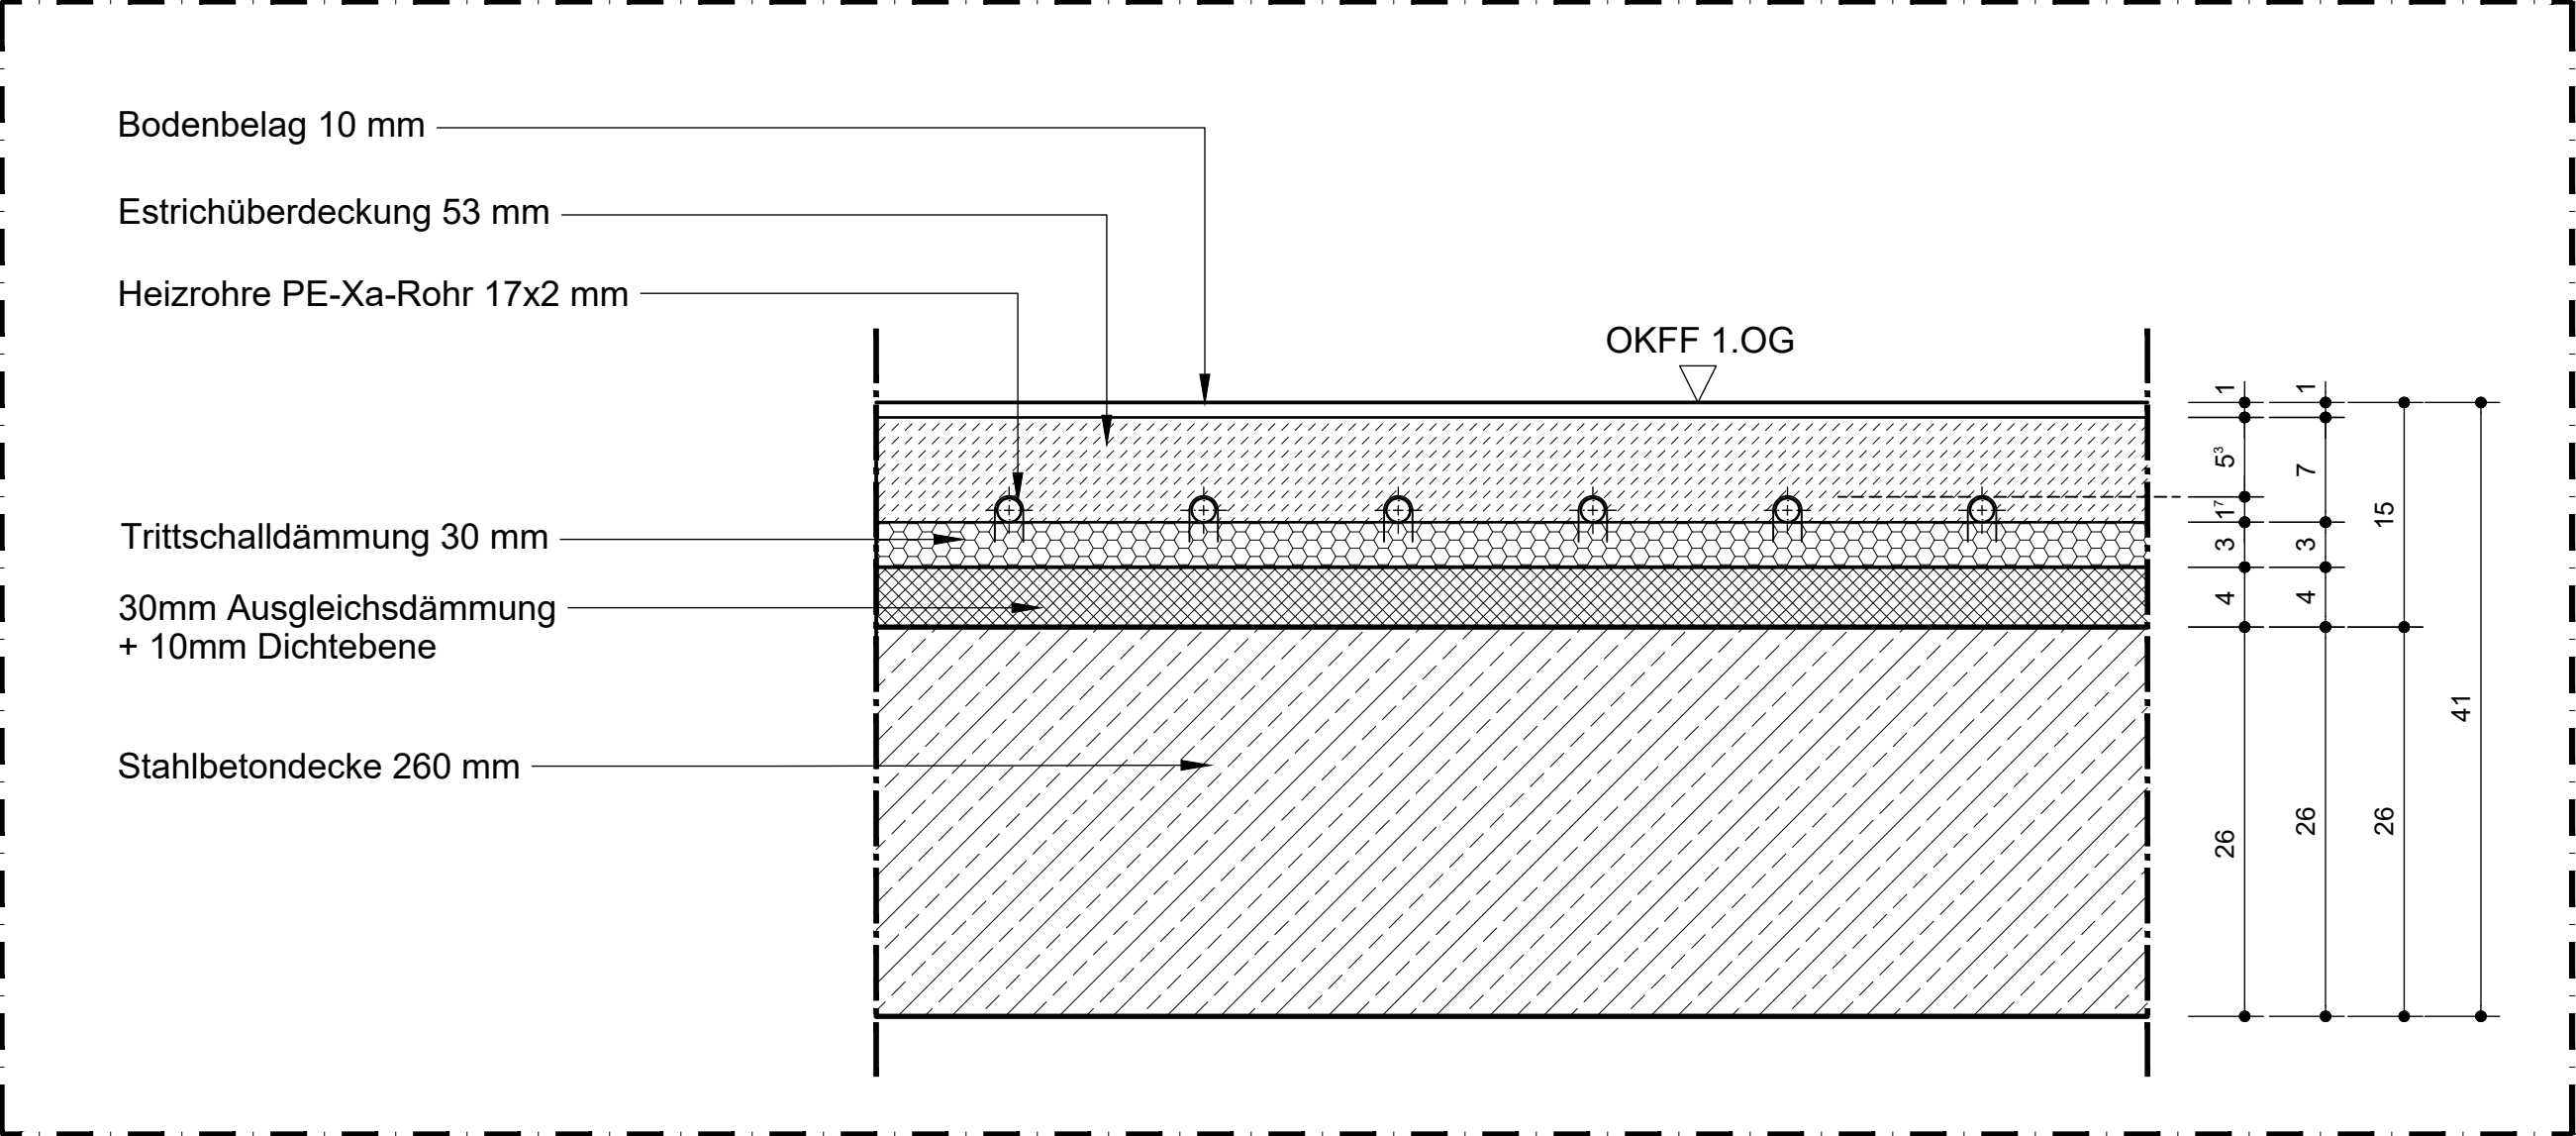 Bodenbelag 10 mm
Estrichüberdeckung 53 mm
Heizrohre PE-Xa-Rohr 17x2 mm
OKFF 1.OG
Trittschalldämmung 30 mm
30mm Ausgleichsdämmung
+ 10mm Dichtebene
Stahlbetondecke 260 mm
1
5³
1⁷
3
4
26
1
7
3
4
26
15
26
41